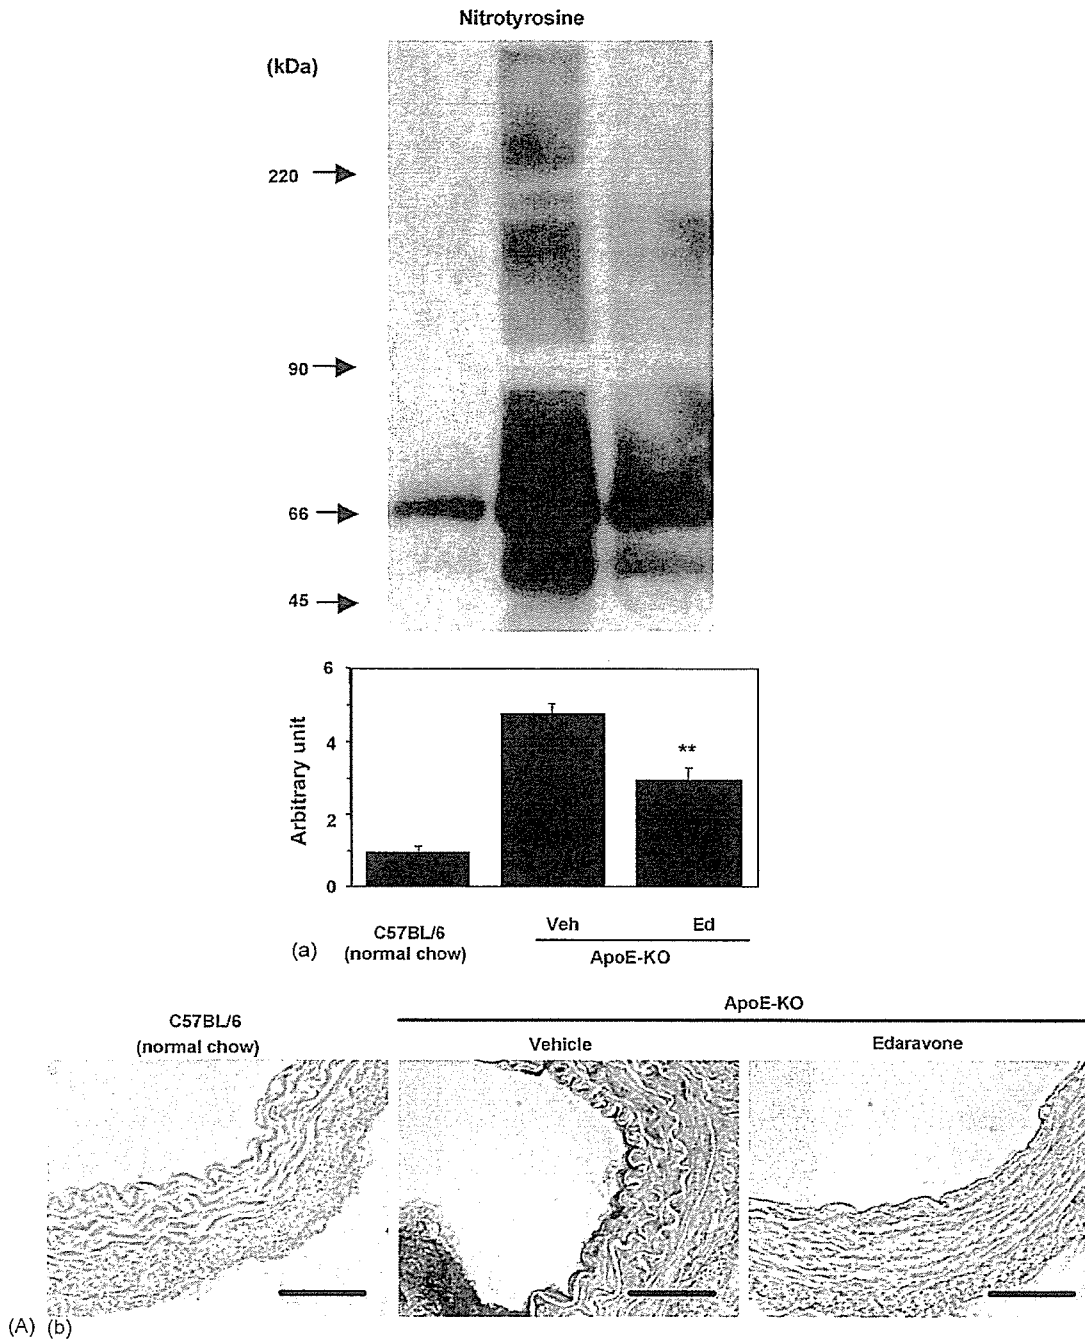 Nitrotyrosine
(kDa)
220
90
66
45
6
4
2
0
Arbitrary unit
**
C57BL/6
(normal chow)
Veh
Ed
ApoE-KO
(a)
ApoE-KO
C57BL/6
(normal chow)
Vehicle
Edaravone
(A) (b)